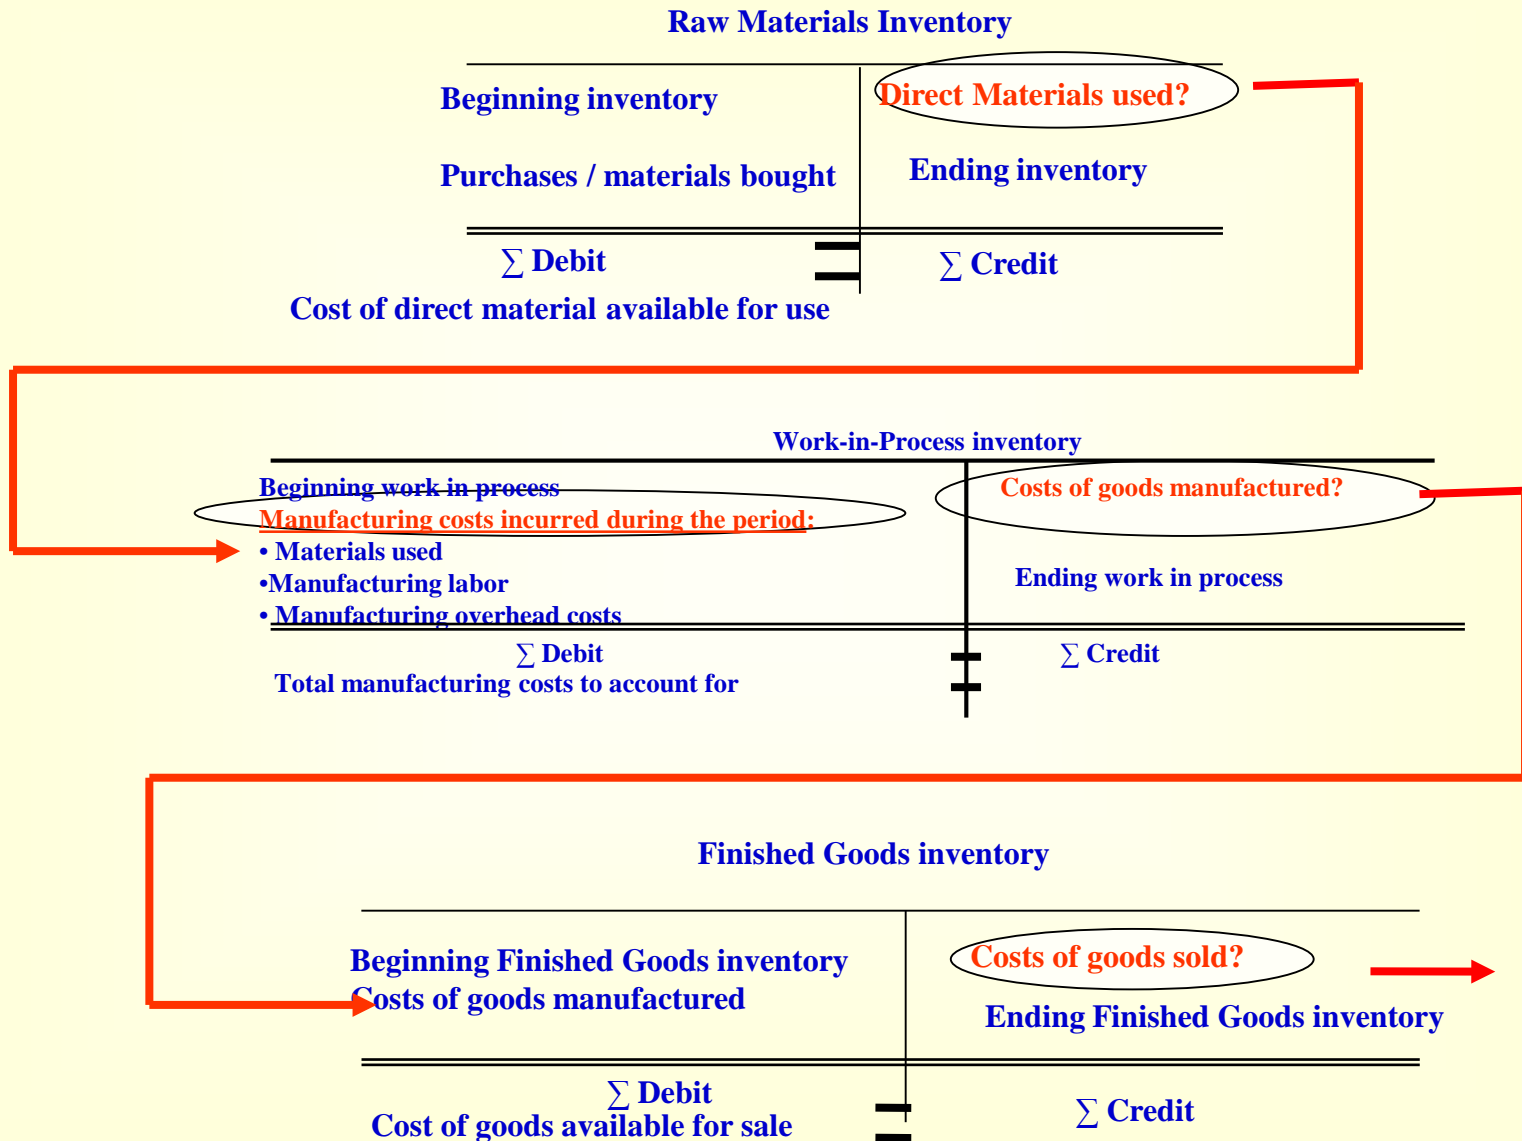 Raw Materials Inventory
Beginning inventory
Direct Materials used?
Purchases / materials bought
Ending inventory
∑ Debit
∑ Credit
Cost of direct material available for use
Work-in-Process inventory
Beginning work in process
Costs of goods manufactured?
Manufacturing costs incurred during the period:
• Materials used
•Manufacturing labor
Ending work in process
• Manufacturing overhead costs
∑ Debit
∑ Credit
Total manufacturing costs to account for
Finished Goods inventory
Beginning Finished Goods inventory
Costs of goods sold?
Costs of goods manufactured
Ending Finished Goods inventory
∑ Debit
∑ Credit
Cost of goods available for sale